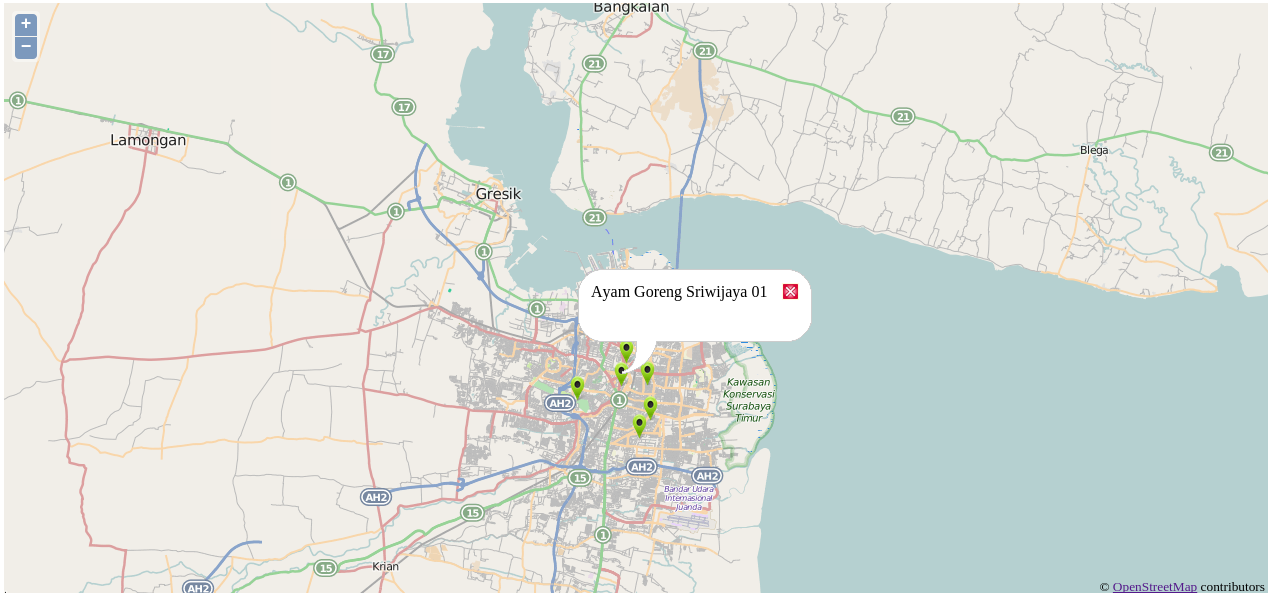 +
−
Bangkalan
17
21
21
1
17
21
Lamongan
Blega
21
1
Gresik
1
21
1
Ayam Goreng Sriwijaya 01
1
Kawasan
Konservasi
Surabaya
Timur
AH2
1
AH2
AH2
15
Bandar Udara
Internasional
Juanda
AH2
15
1
Krian
15
AH2
© OpenStreetMap contributors